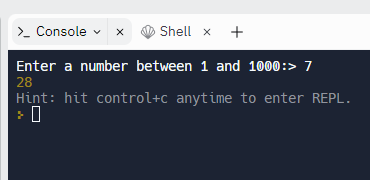 Console Shell
Enter a number between 1 and 1000:> 7
28
Hint: hit control+c anytime to enter REPL.